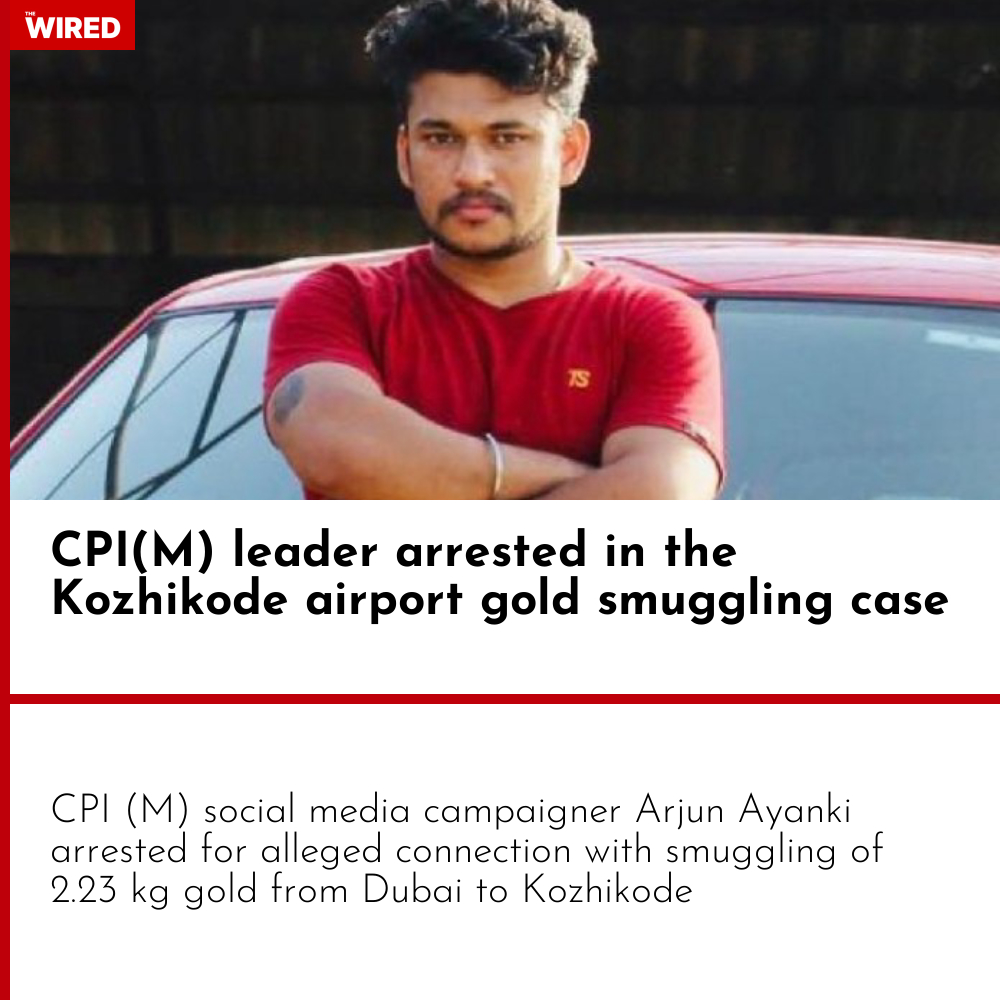 THE
WIRED
TS
CPI(M) leader arrested in the
Kozhikode airport gold smuggling case
CPI (M) social media campaigner Arjun Ayanki
arrested for alleged connection with smuggling of
2.23 kg gold from Dubai to Kozhikode